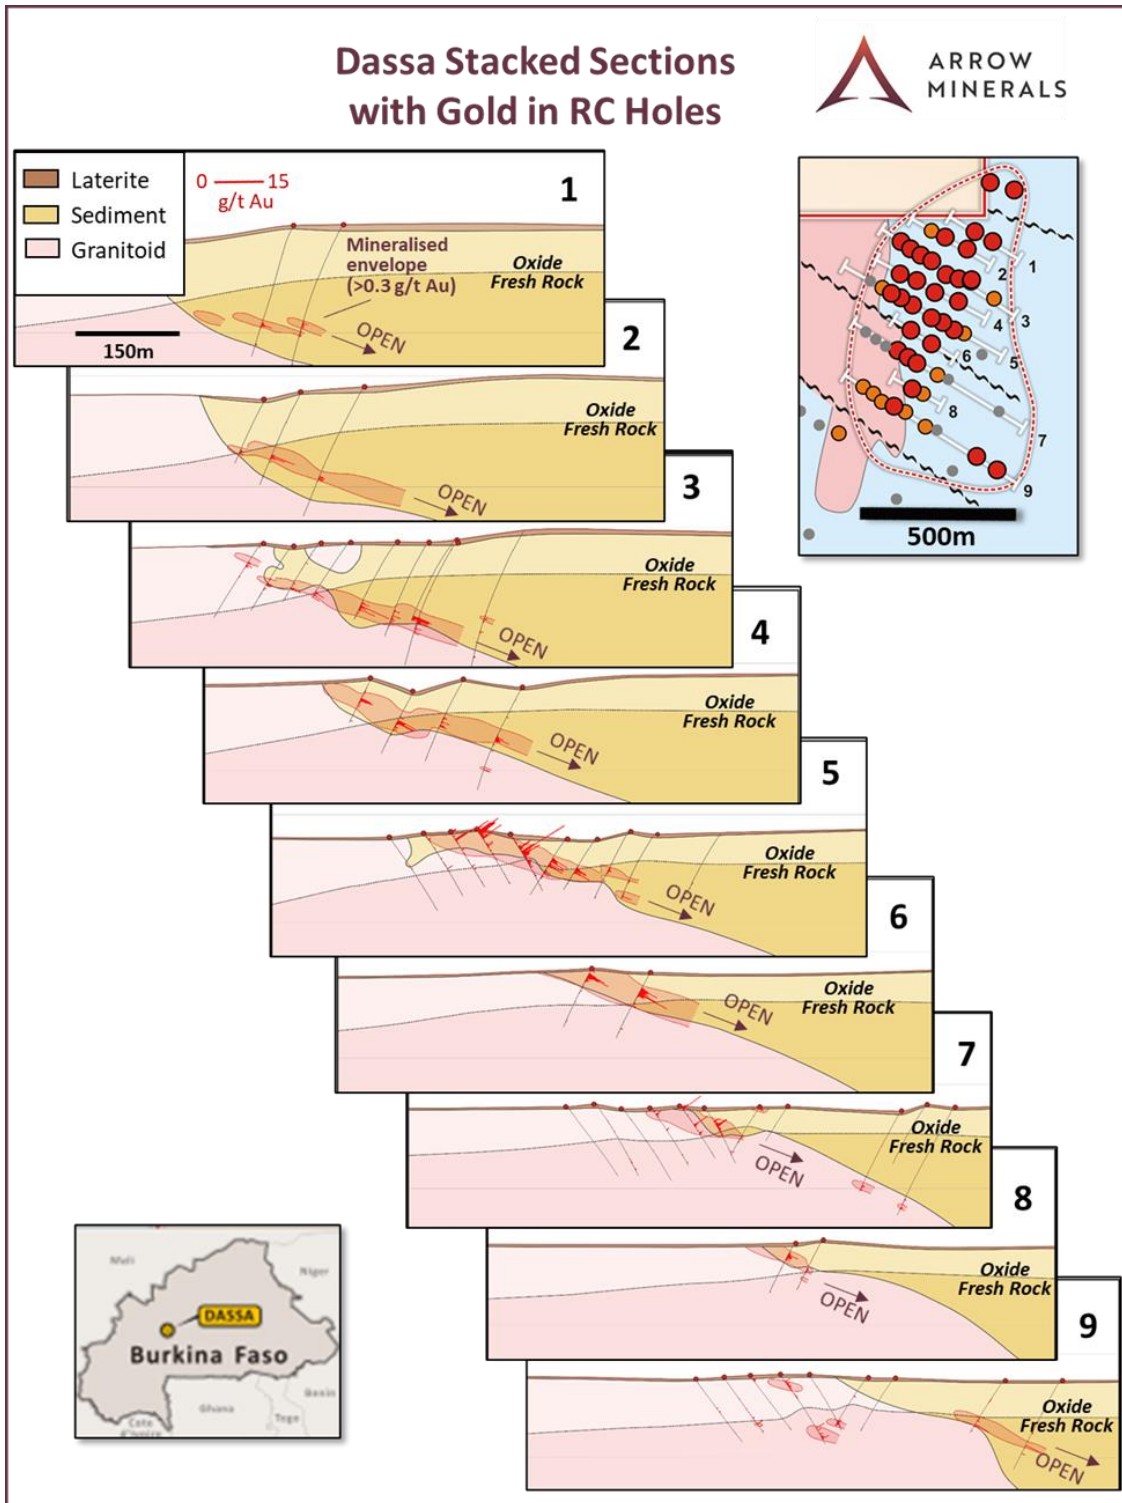 Dassa Stacked Sections
with Gold in RC Holes
ARROW
MINERALS
Laterite
Sediment
Granitoid
0 15
g/t Au
1
Mineralised
envelope
(>0.3 g/t Au)
Oxide
Fresh Rock
OPEN
150m
2
Oxide
Fresh Rock
OPEN
3
Oxide
Fresh Rock
OPEN
4
Oxide
Fresh Rock
OPEN
5
Oxide
Fresh Rock
OPEN
6
Oxide
Fresh Rock
OPEN
7
Oxide
Fresh Rock
OPEN
8
Oxide
Fresh Rock
OPEN
9
Oxide
Fresh Rock
OPEN
1
2
3
4
5
6
7
8
9
500m
Mali
Niger
DASSA
Burkina Faso
Ghana
Benin
Togo
Cote
d'Ivoire